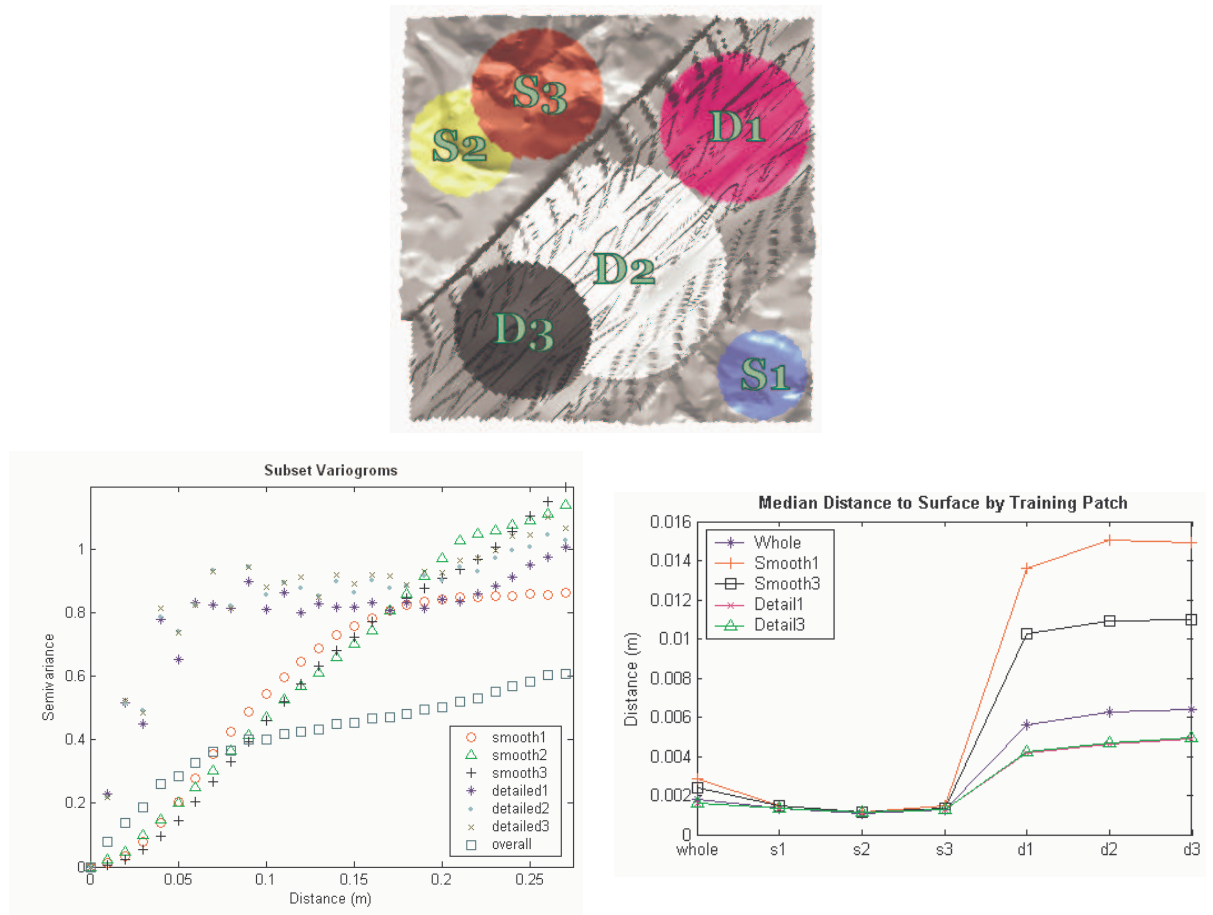 S3
D1
S2
D2
D3
S1
Subset Variogroms
Semivariance
1
0.8
0.6
0.4
0.2
0
0 0.05 0.1 0.15 0.2 0.25
Distance (m)
smooth1
smooth2
smooth3
detailed1
detailed2
detailed3
overall
Median Distance to Surface by Training Patch
Distance (m)
0.016
0.014
0.012
0.01
0.008
0.006
0.004
0.002
0
whole s1 s2 s3 d1 d2 d3
Whole
Smooth1
Smooth3
Detail1
Detail3